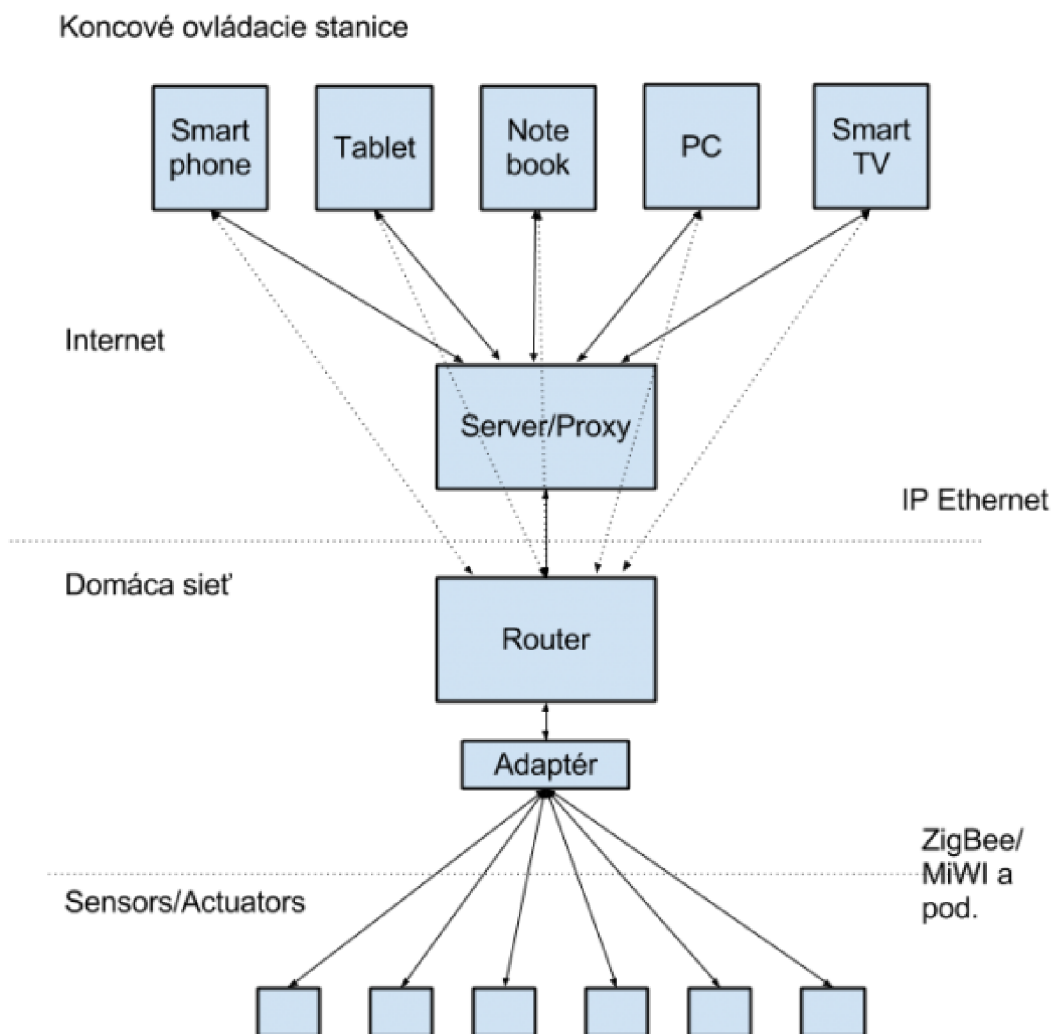 Koncové ovládacie stanice
Smart
phone
Tablet
Note
book
PC
Smart
TV
Internet
Server/Proxy
IP Ethernet
Domáca sieť
Router
Adaptér
ZigBee/
MiWI a
pod.
Sensors/Actuators